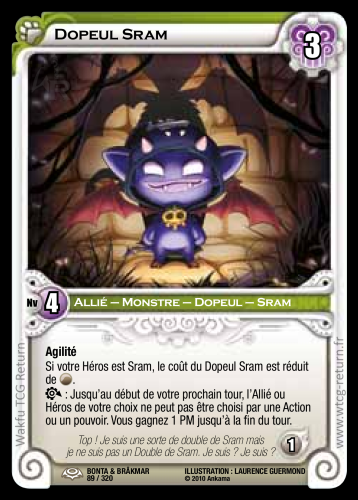 Dopeul Sram
3
Nv 4 Allié – Monstre – Dopeul – Sram
Agilité
Si votre Héros est Sram, le coût du Dopeul Sram est réduit
de .
: Jusqu'au début de votre prochain tour, l'Allié ou
Héros de votre choix ne peut pas être choisi par une Action
ou un pouvoir. Vous gagnez 1 PM jusqu'à la fin du tour.
Top ! Je suis une sorte de double de Sram mais
je ne suis pas un Double de Sram. Je suis ? Je suis ?
1
BONTA & BRÂKMAR
89 / 320
ILLUSTRATION : LAURENCE GUERMOND
© 2010 Ankama
Wakfu TCG Return
www.wtcg-return.fr